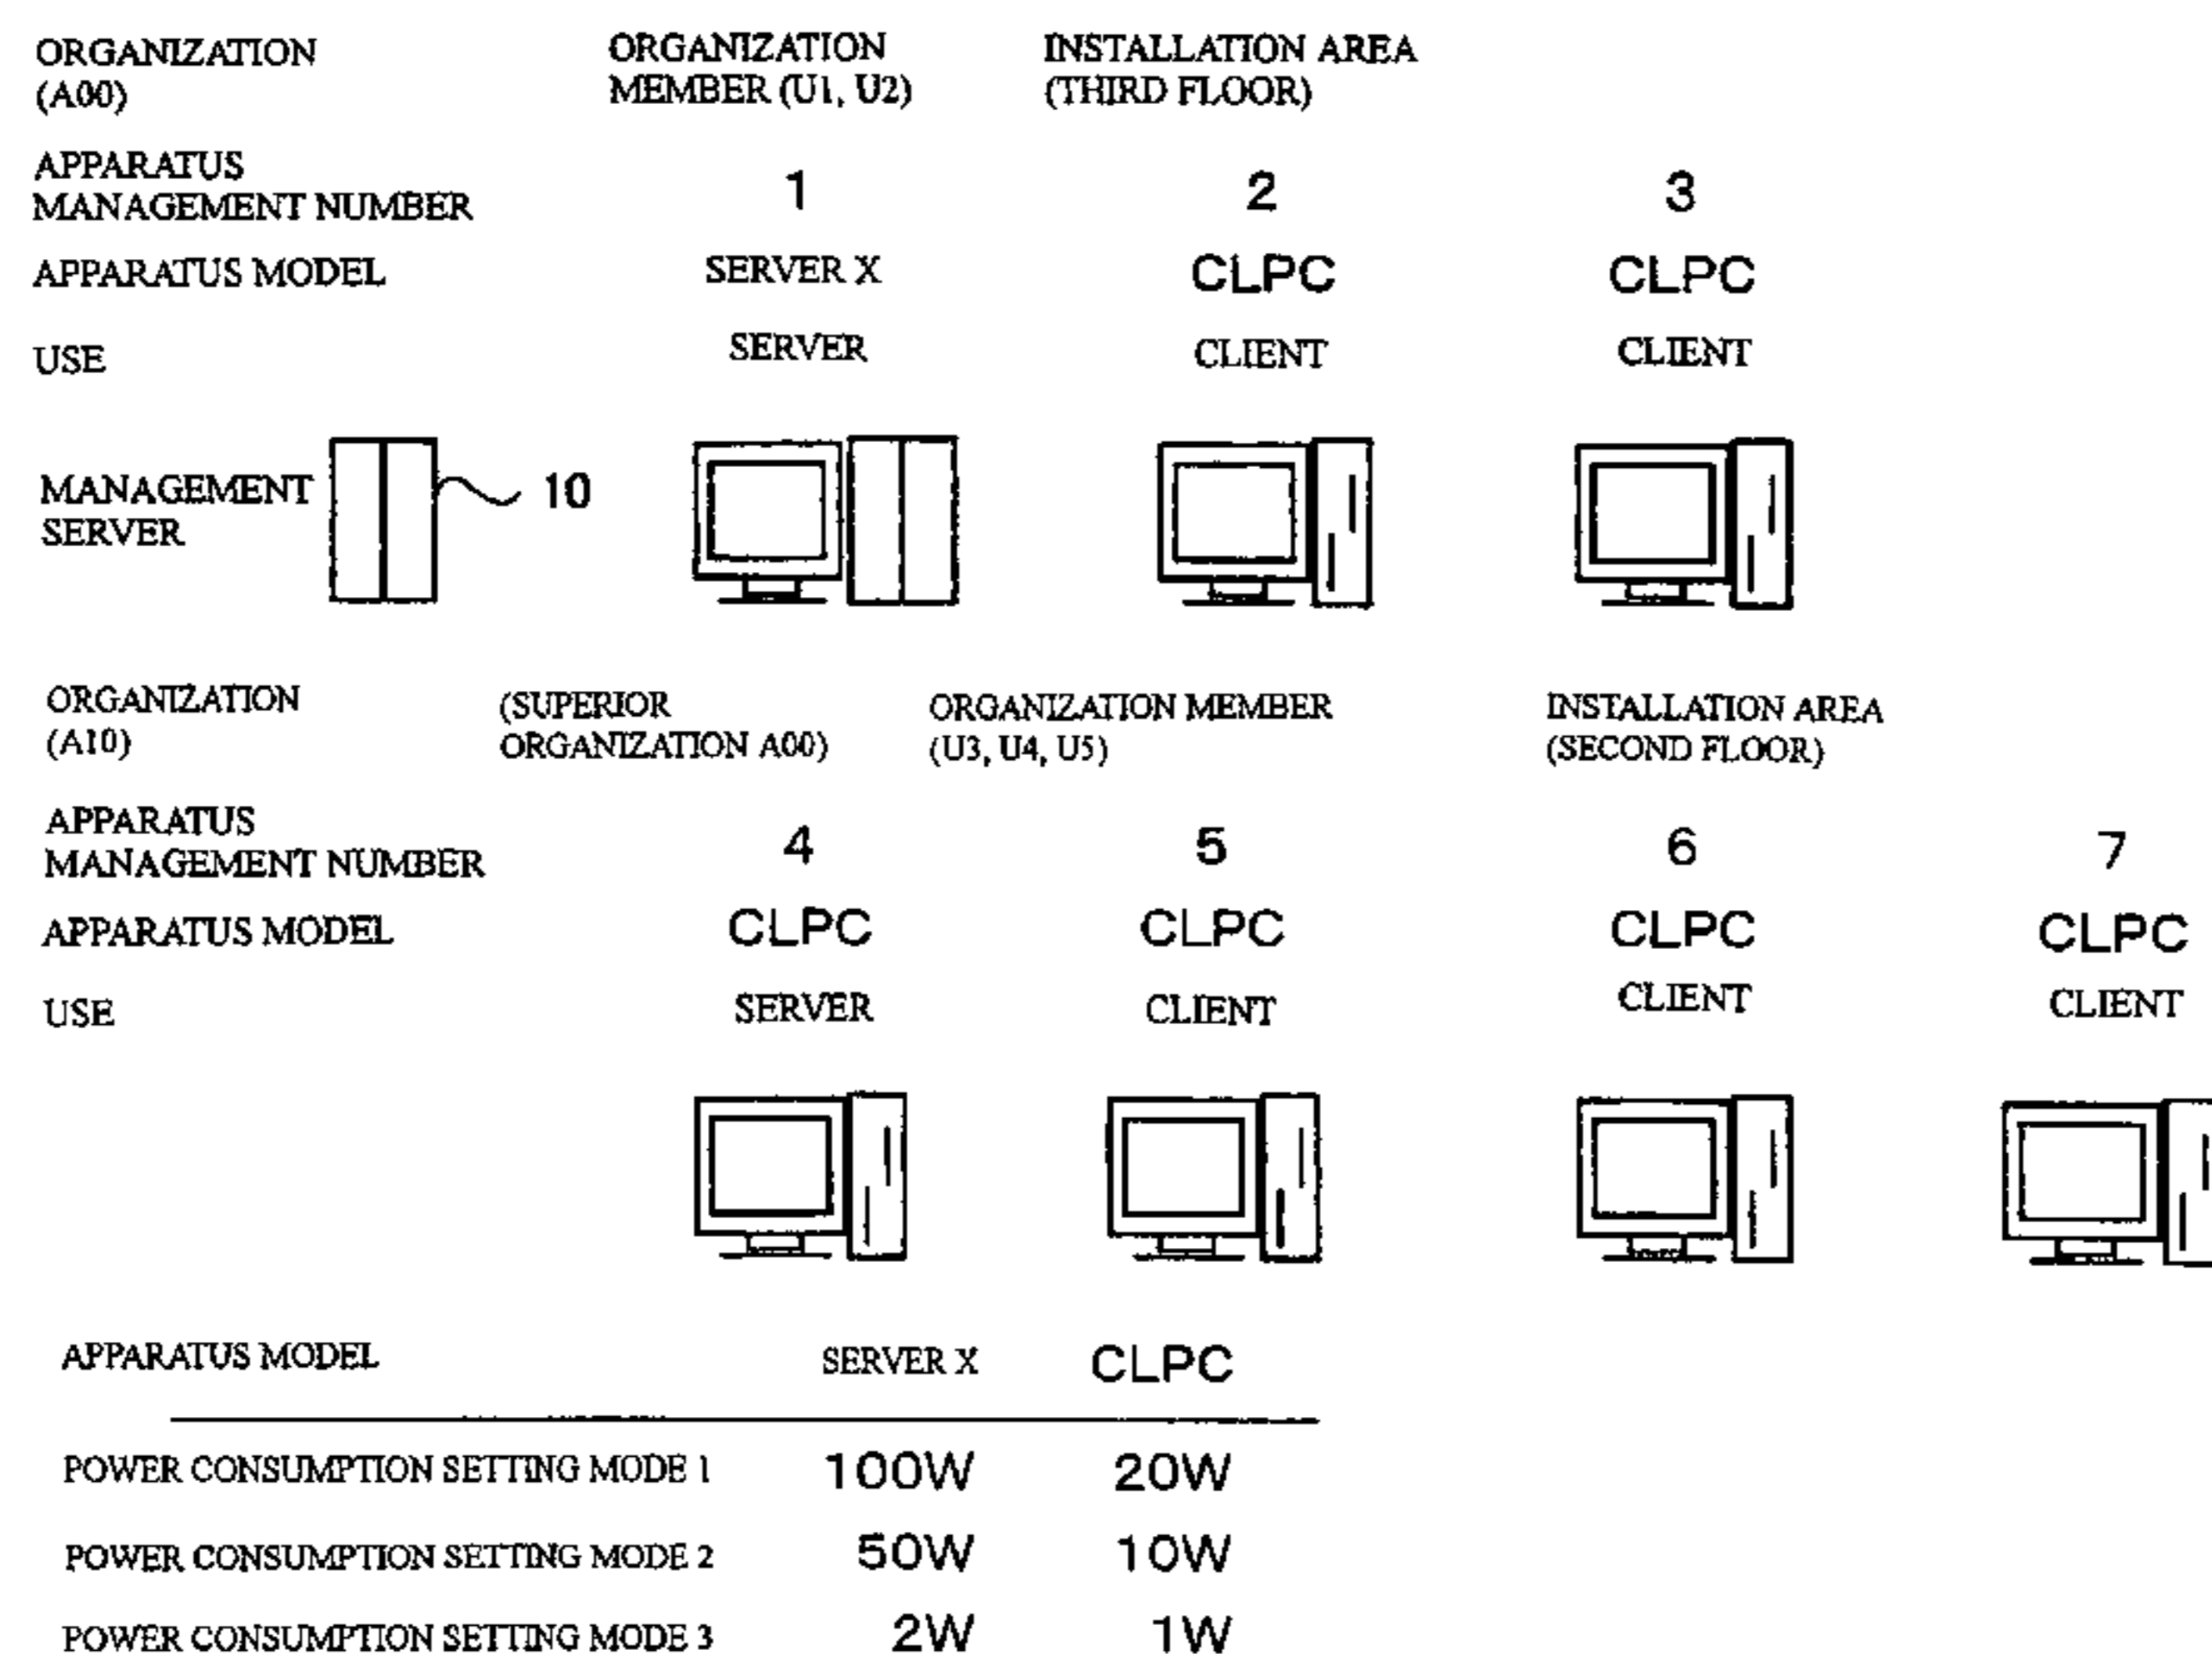 ORGANIZATION ORGANIZATION INSTALLATION AREA
(A00) MEMBER (U1, U2) (THIRD FLOOR)
APPARATUS
MANAGEMENT NUMBER 1 2 3
APPARATUS MODEL SERVER X CLPC CLPC
USE SERVER CLIENT CLIENT
MANAGEMENT 10
SERVER
ORGANIZATION (SUPERIOR ORGANIZATION MEMBER INSTALLATION AREA
(A10) ORGANIZATION A00) (U3, U4, U5) (SECOND FLOOR)
APPARATUS
MANAGEMENT NUMBER 4 5 6 7
APPARATUS MODEL CLPC CLPC CLPC CLPC
USE SERVER CLIENT CLIENT CLIENT
APPARATUS MODEL SERVER X CLPC
POWER CONSUMPTION SETTING MODE 1 100W 20W
POWER CONSUMPTION SETTING MODE 2 50W 10W
POWER CONSUMPTION SETTING MODE 3 2W 1W